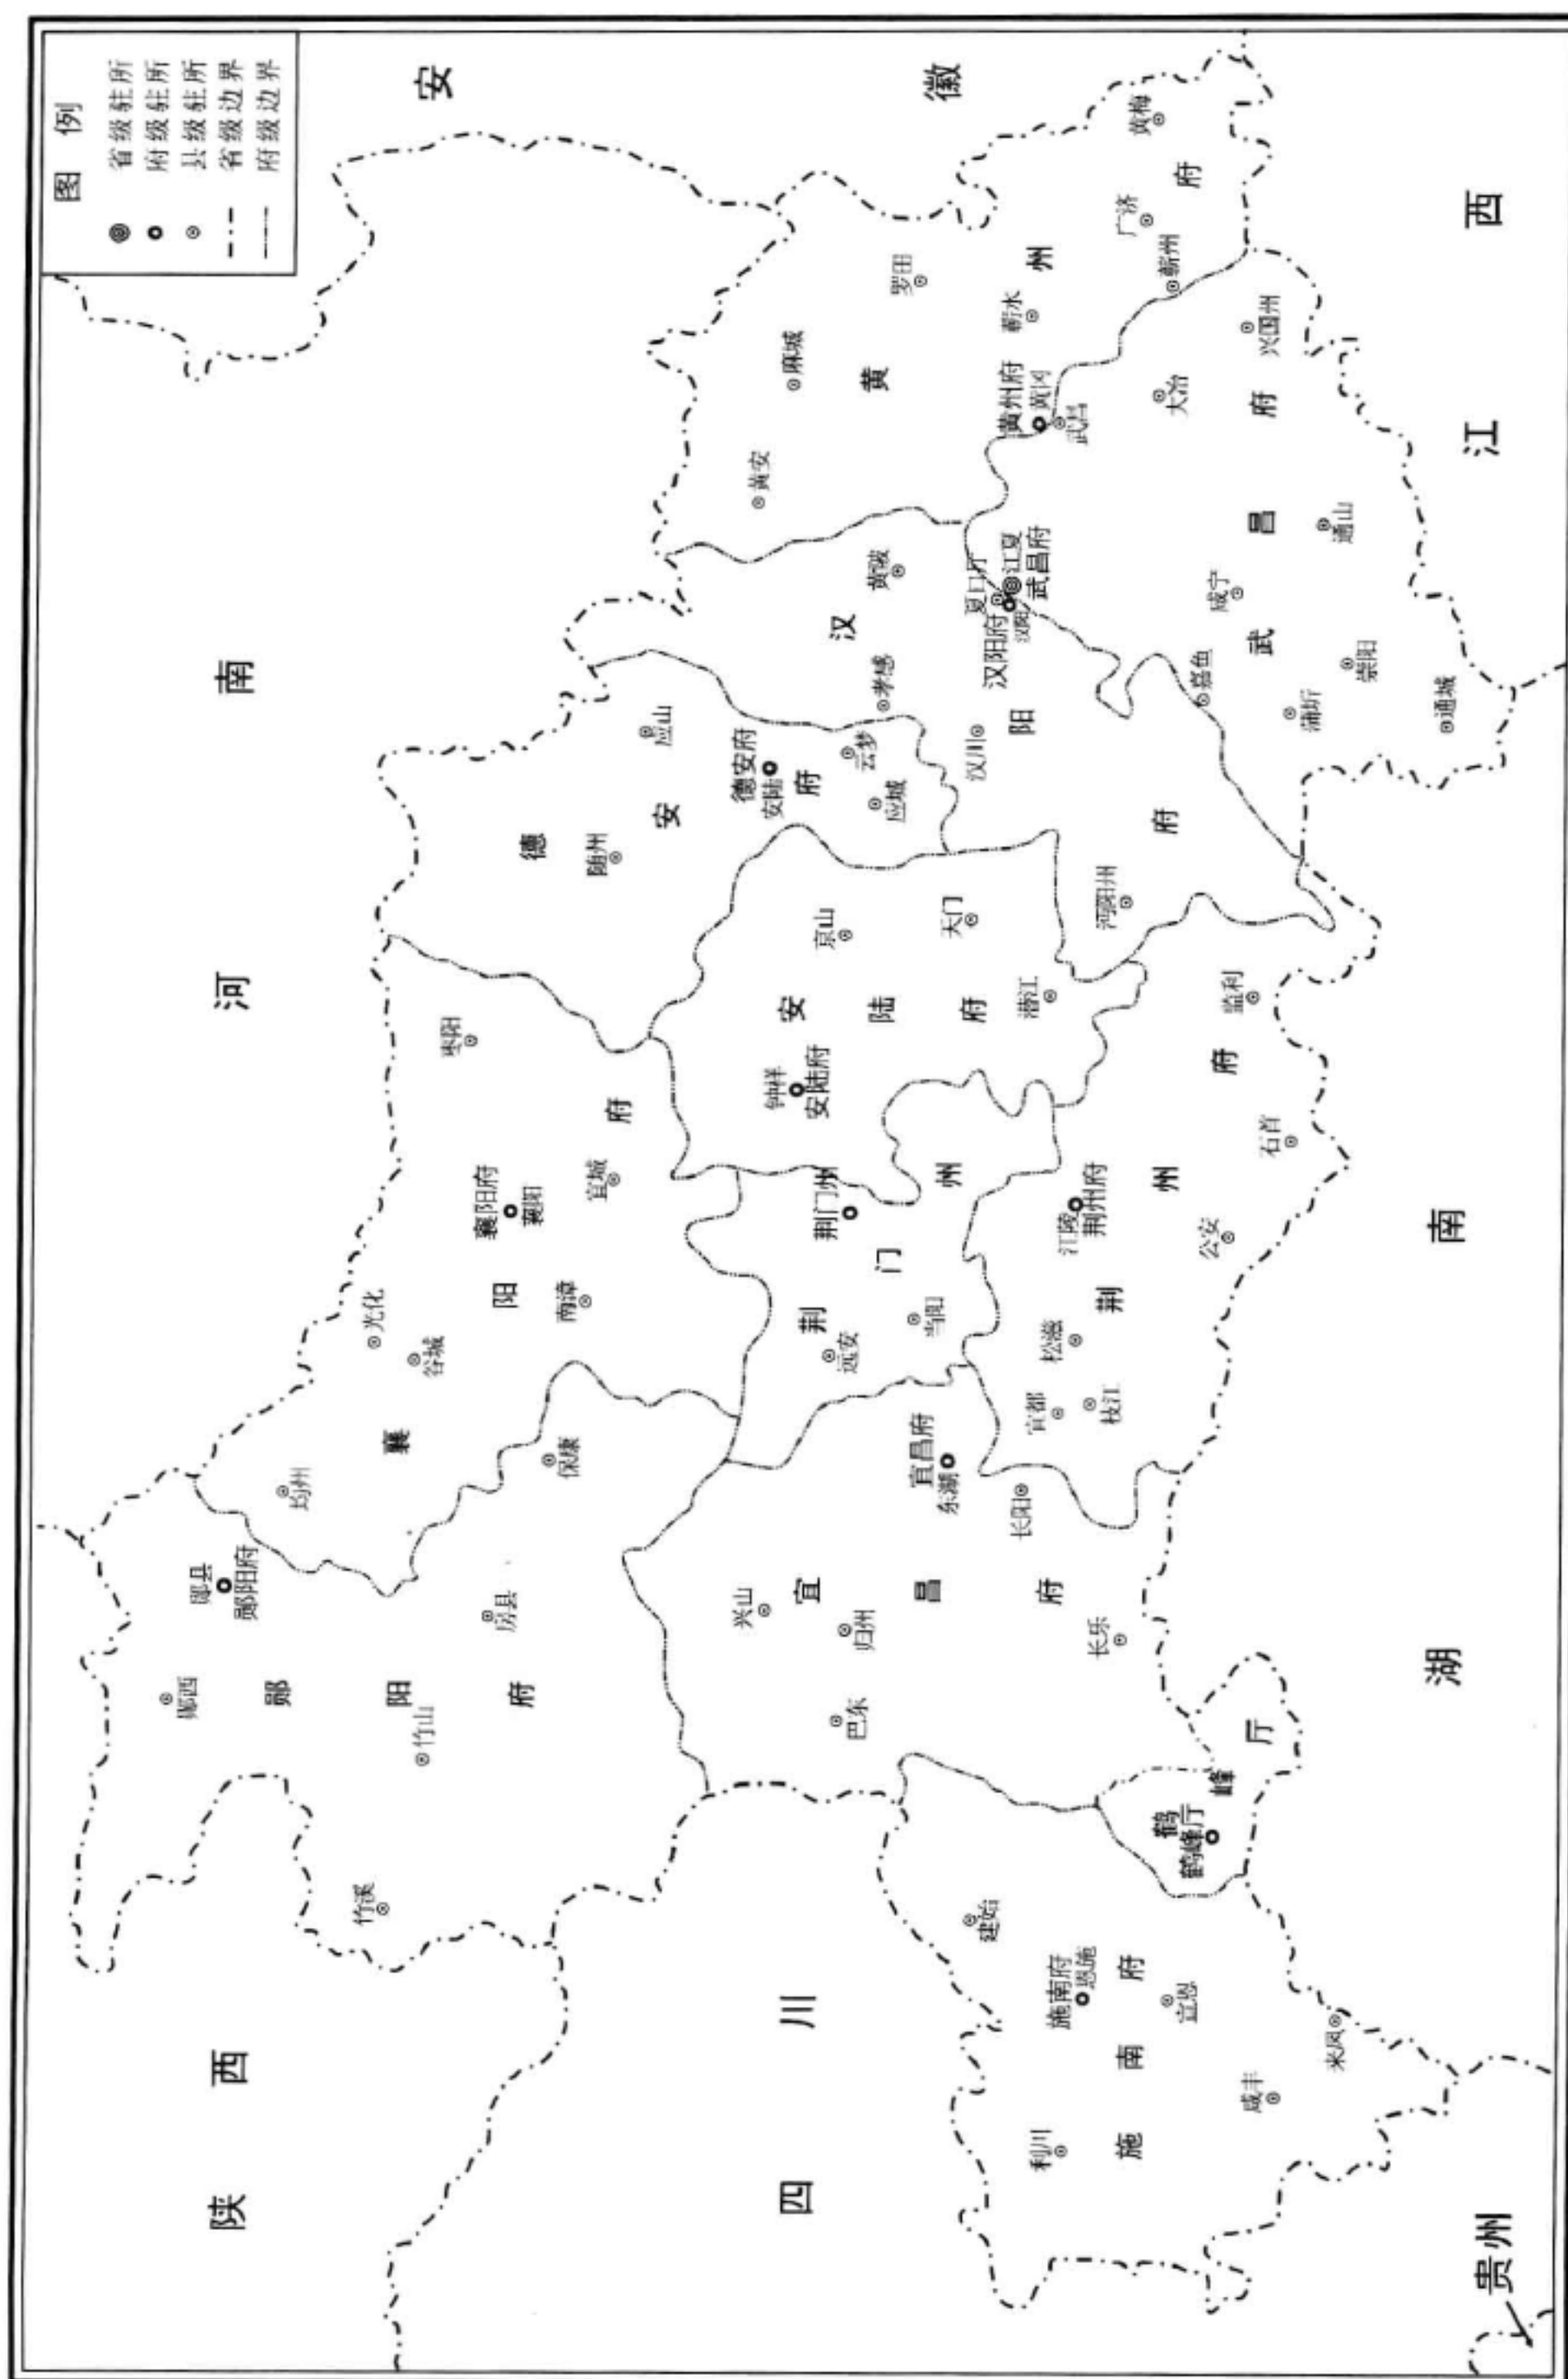 图 例
省级驻所
府级驻所
县级驻所
省级边界
府级边界
陕 西
河 南
安 徽
四 川
湖 南
江 西
贵州
郧 阳 府
郧西
郧县
郧阳府
竹溪
竹山
房县
保康
襄 阳 府
均州
光化
谷城
南漳
襄阳府
襄阳
宜城
枣阳
德 安 府
随州
应山
德安府
安陆
云梦
应城
安 陆 府
钟祥
安陆府
京山
天门
潜江
荆 门 州
荆门州
远安
当阳
宜 昌 府
兴山
归州
巴东
宜昌府
东湖
长阳
长乐
荆 州 府
宜都
枝江
松滋
江陵
荆州府
公安
石首
监利
鹤 峰 厅
鹤峰厅
施 南 府
建始
施南府
恩施
宣恩
利川
咸丰
来凤
汉 阳 府
黄陂
孝感
汉川
夏口厅
汉阳府
汉阳
沔阳州
黄 州 府
黄安
麻城
罗田
黄州府
黄冈
蕲水
蕲州
广济
黄梅
武 昌 府
江夏
武昌府
武昌
大冶
兴国州
通山
咸宁
嘉鱼
蒲圻
崇阳
通城